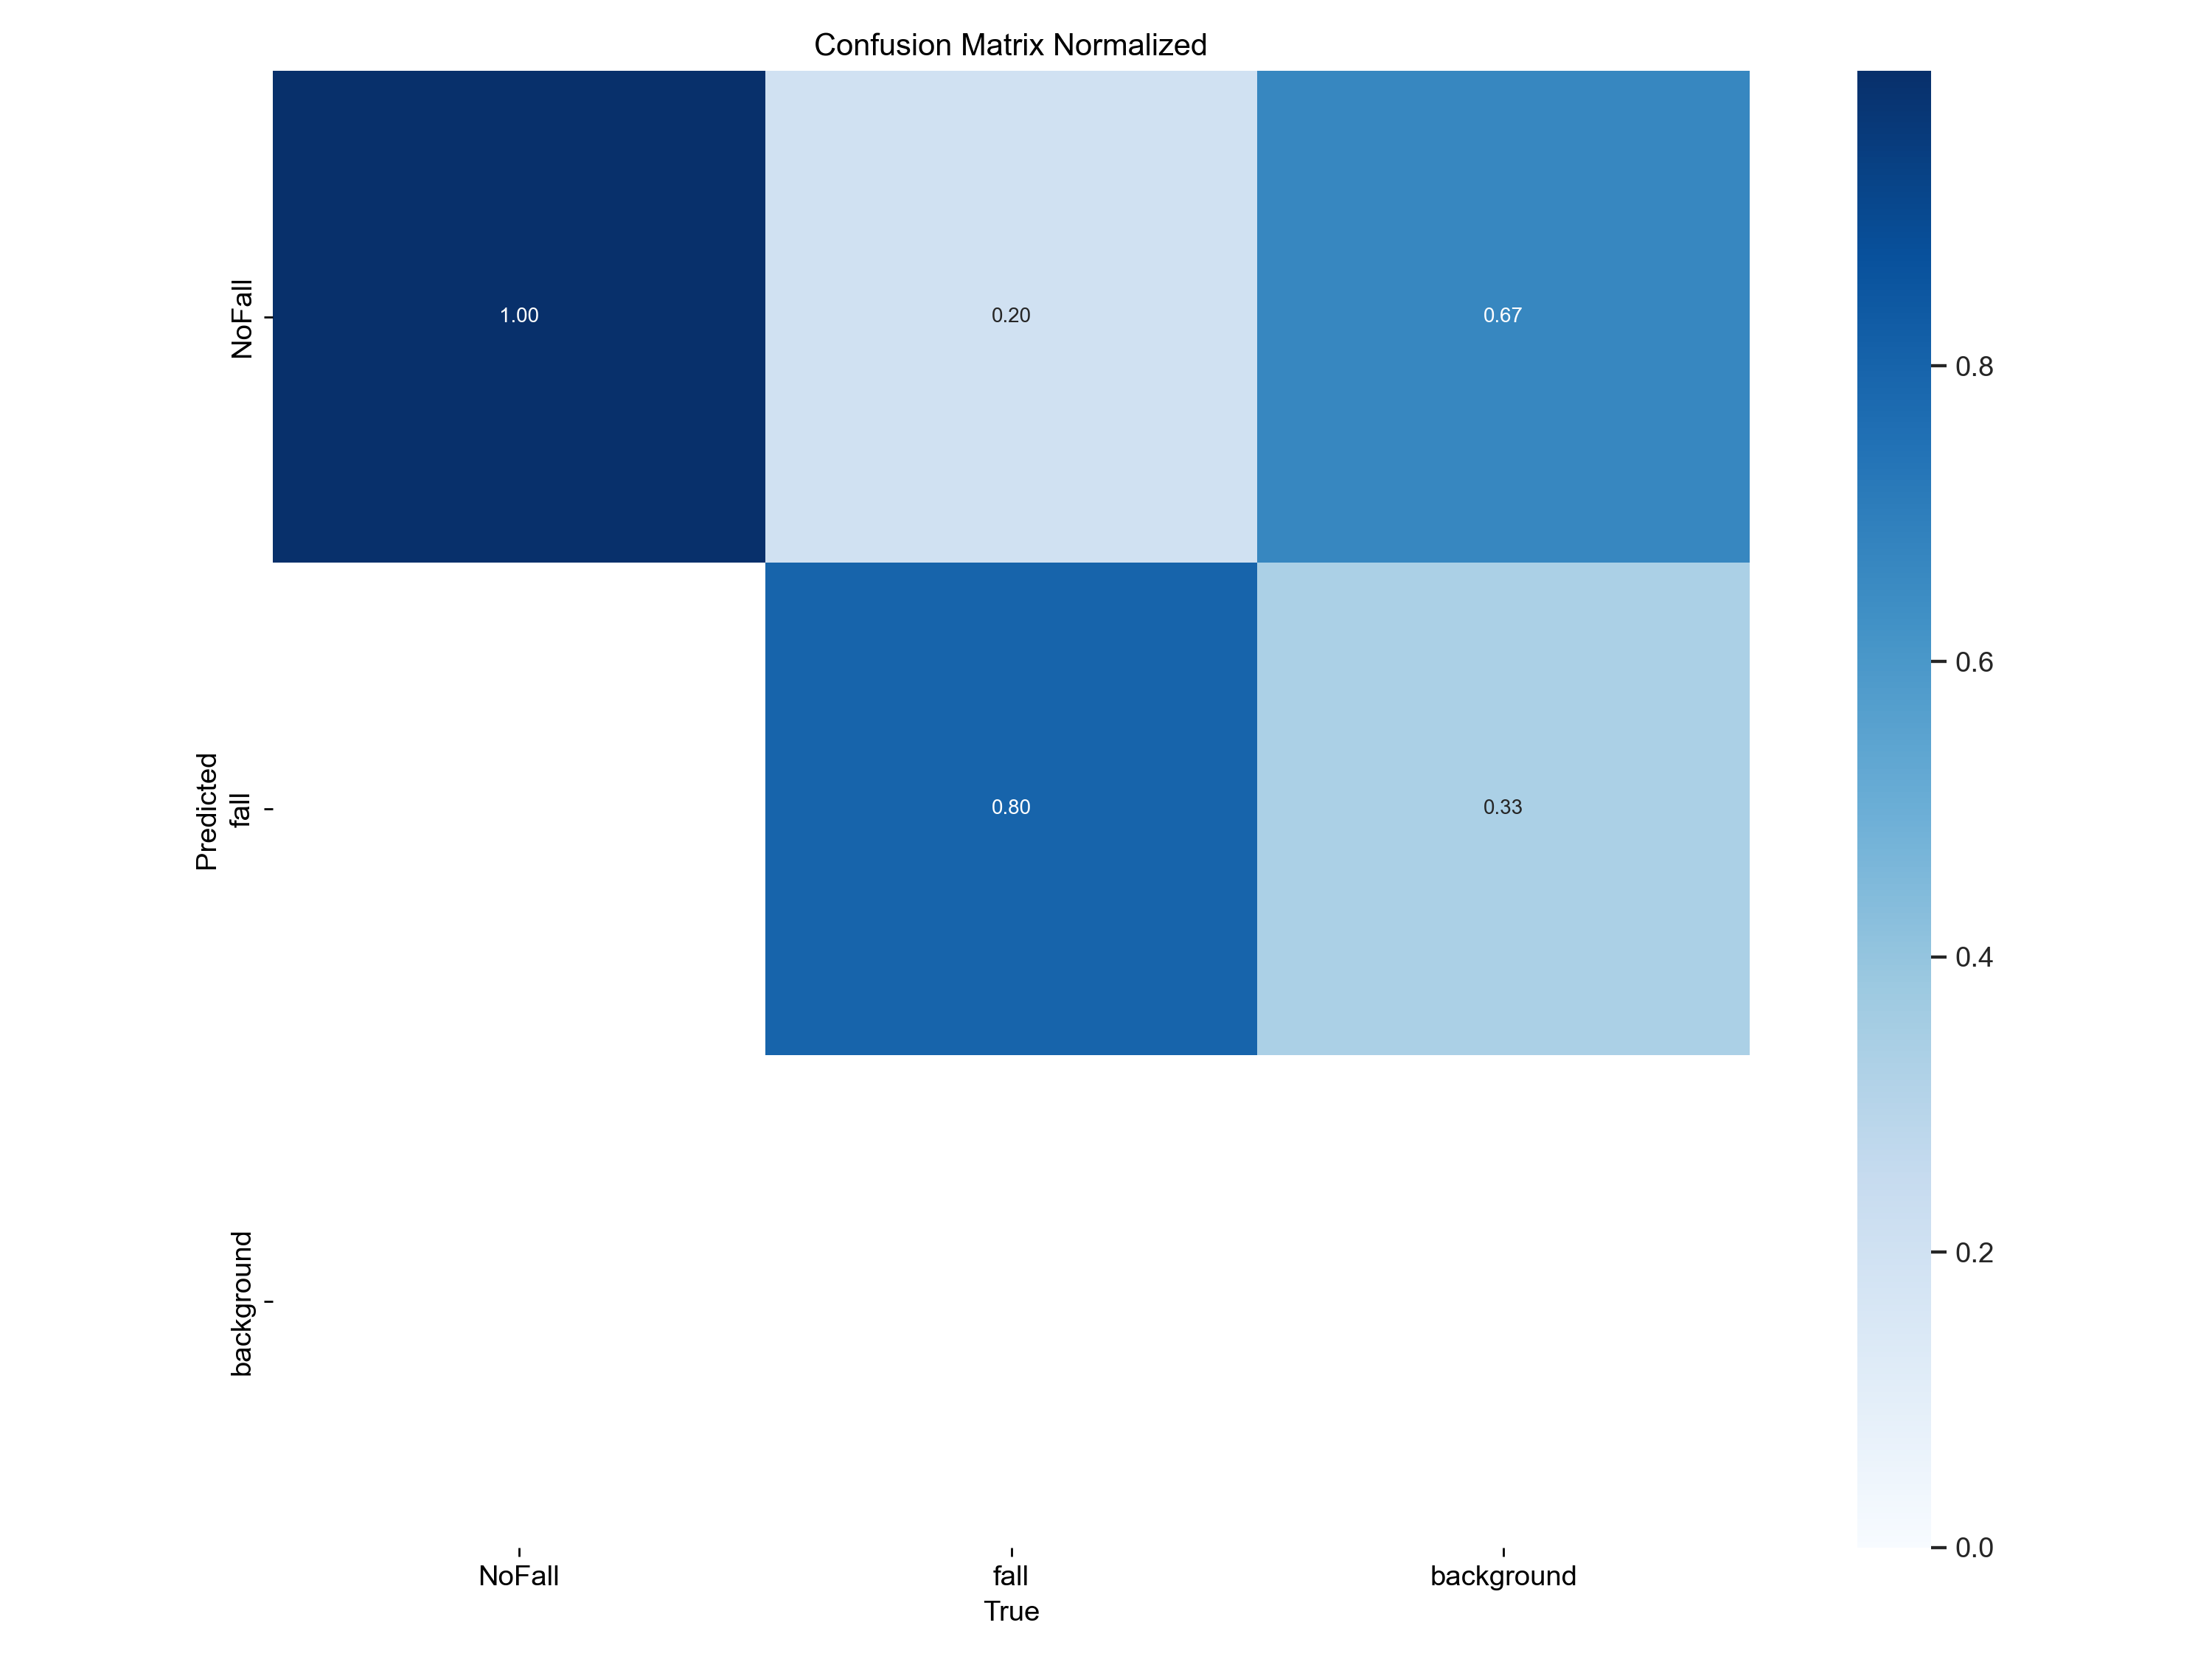 Confusion Matrix Normalized
NoFall
1.00
0.20
0.67
Predicted
fall
0.80
0.33
background
NoFall
fall
background
True
0.8
0.6
0.4
0.2
0.0